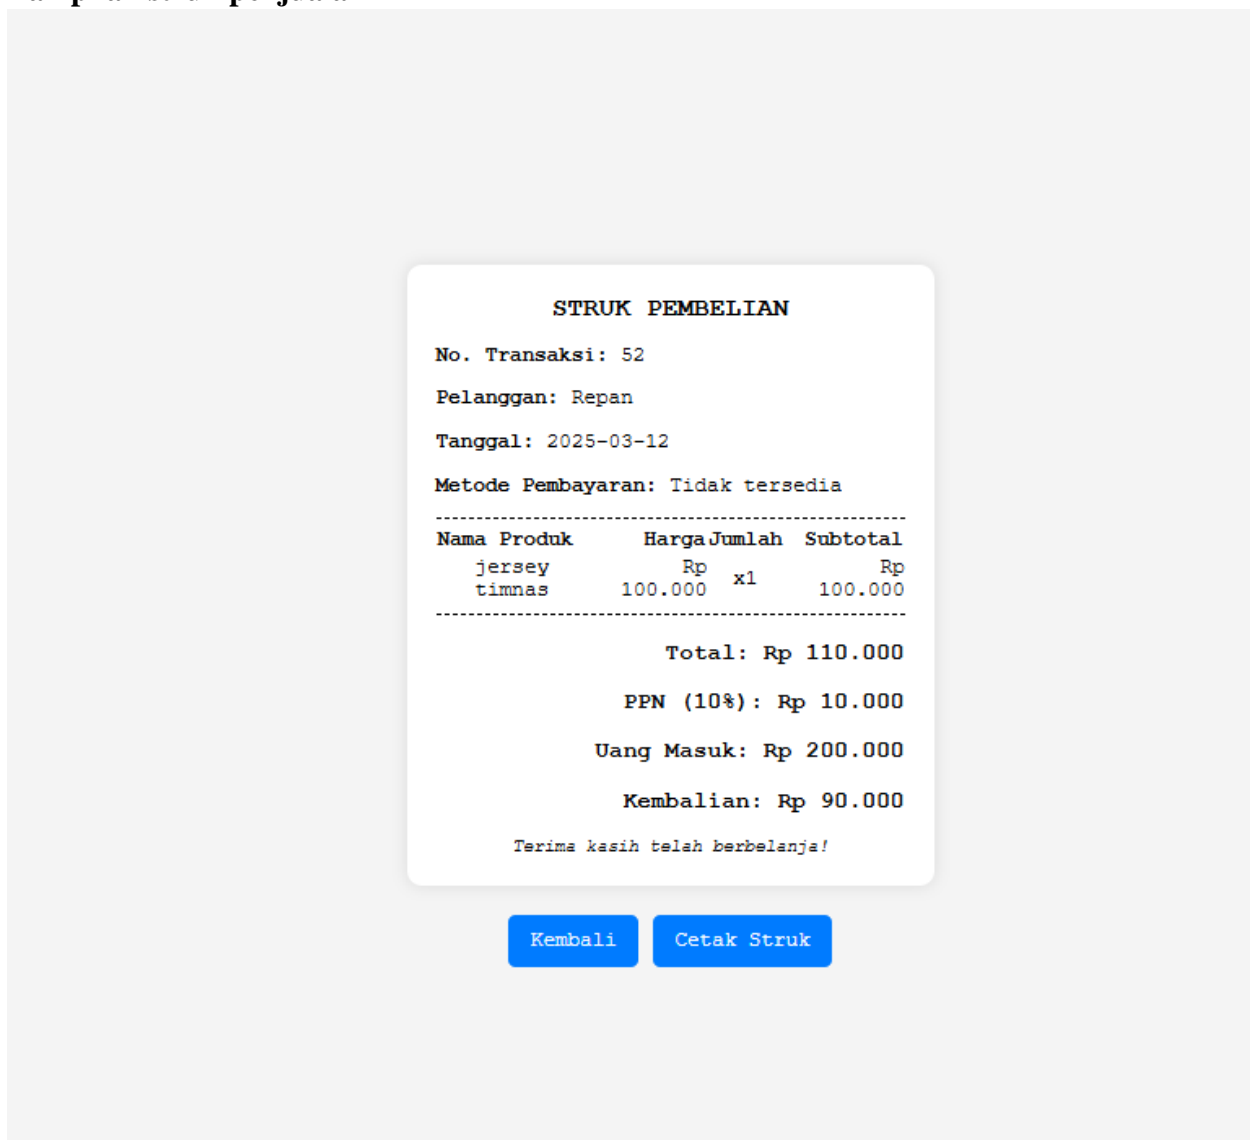 STRUK PEMBELIAN
No. Transaksi: 52
Pelanggan: Repan
Tanggal: 2025-03-12
Metode Pembayaran: Tidak tersedia
Nama Produk Harga Jumlah Subtotal
jersey timnas Rp 100.000 x1 Rp 100.000
Total: Rp 110.000
PPN (10%): Rp 10.000
Uang Masuk: Rp 200.000
Kembalian: Rp 90.000
Terima kasih telah berbelanja!
Kembali Cetak Struk